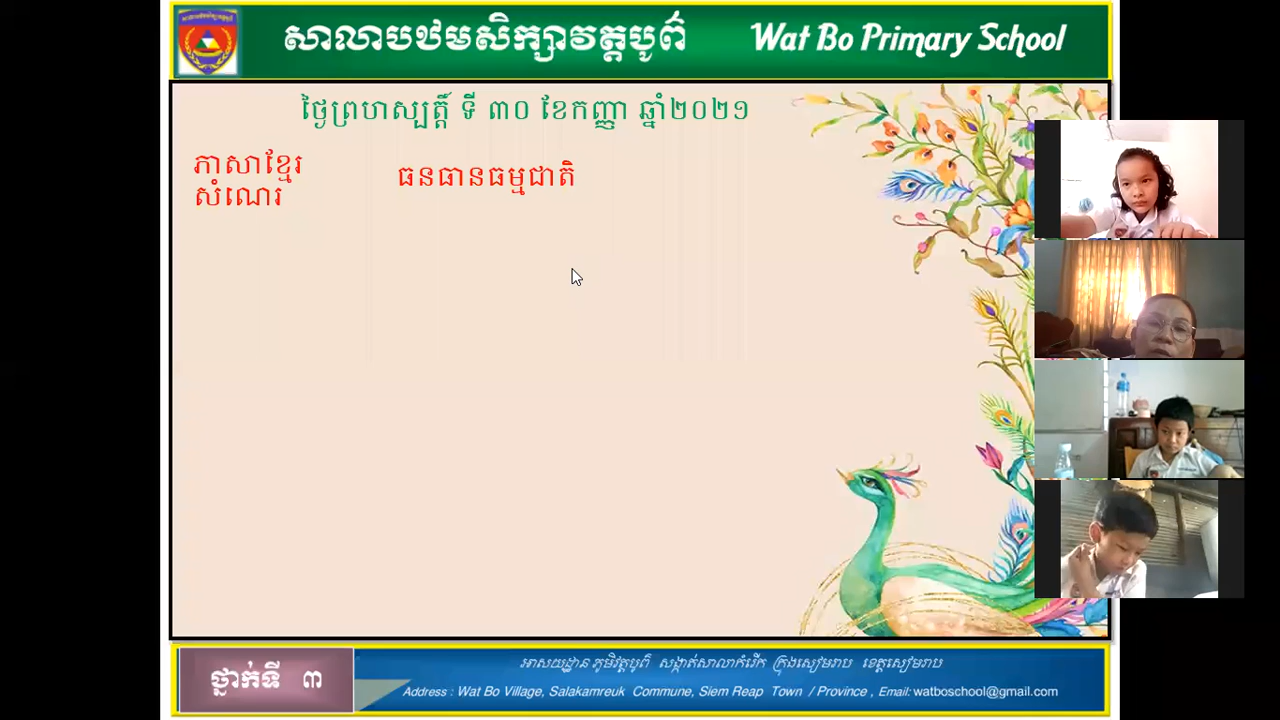 សាលាបឋមសិក្សាវត្តបូព៌ Wat Bo Primary School
ថ្ងៃព្រហស្បត្តិ៍ ទី ៣០ ខែកញ្ញា ឆ្នាំ២០២១
ភាសាខ្មែរ
សំណេរ
ធនធានធម្មជាតិ
ថ្នាក់ទី ៣
អាសយដ្ឋាន ភូមិវត្តបូព៌ សង្កាត់សាលាកំរើក ក្រុងសៀមរាប ខេត្តសៀមរាប
Address : Wat Bo Village, Salakamreuk Commune, Siem Reap Town / Province , Email: watboschool@gmail.com